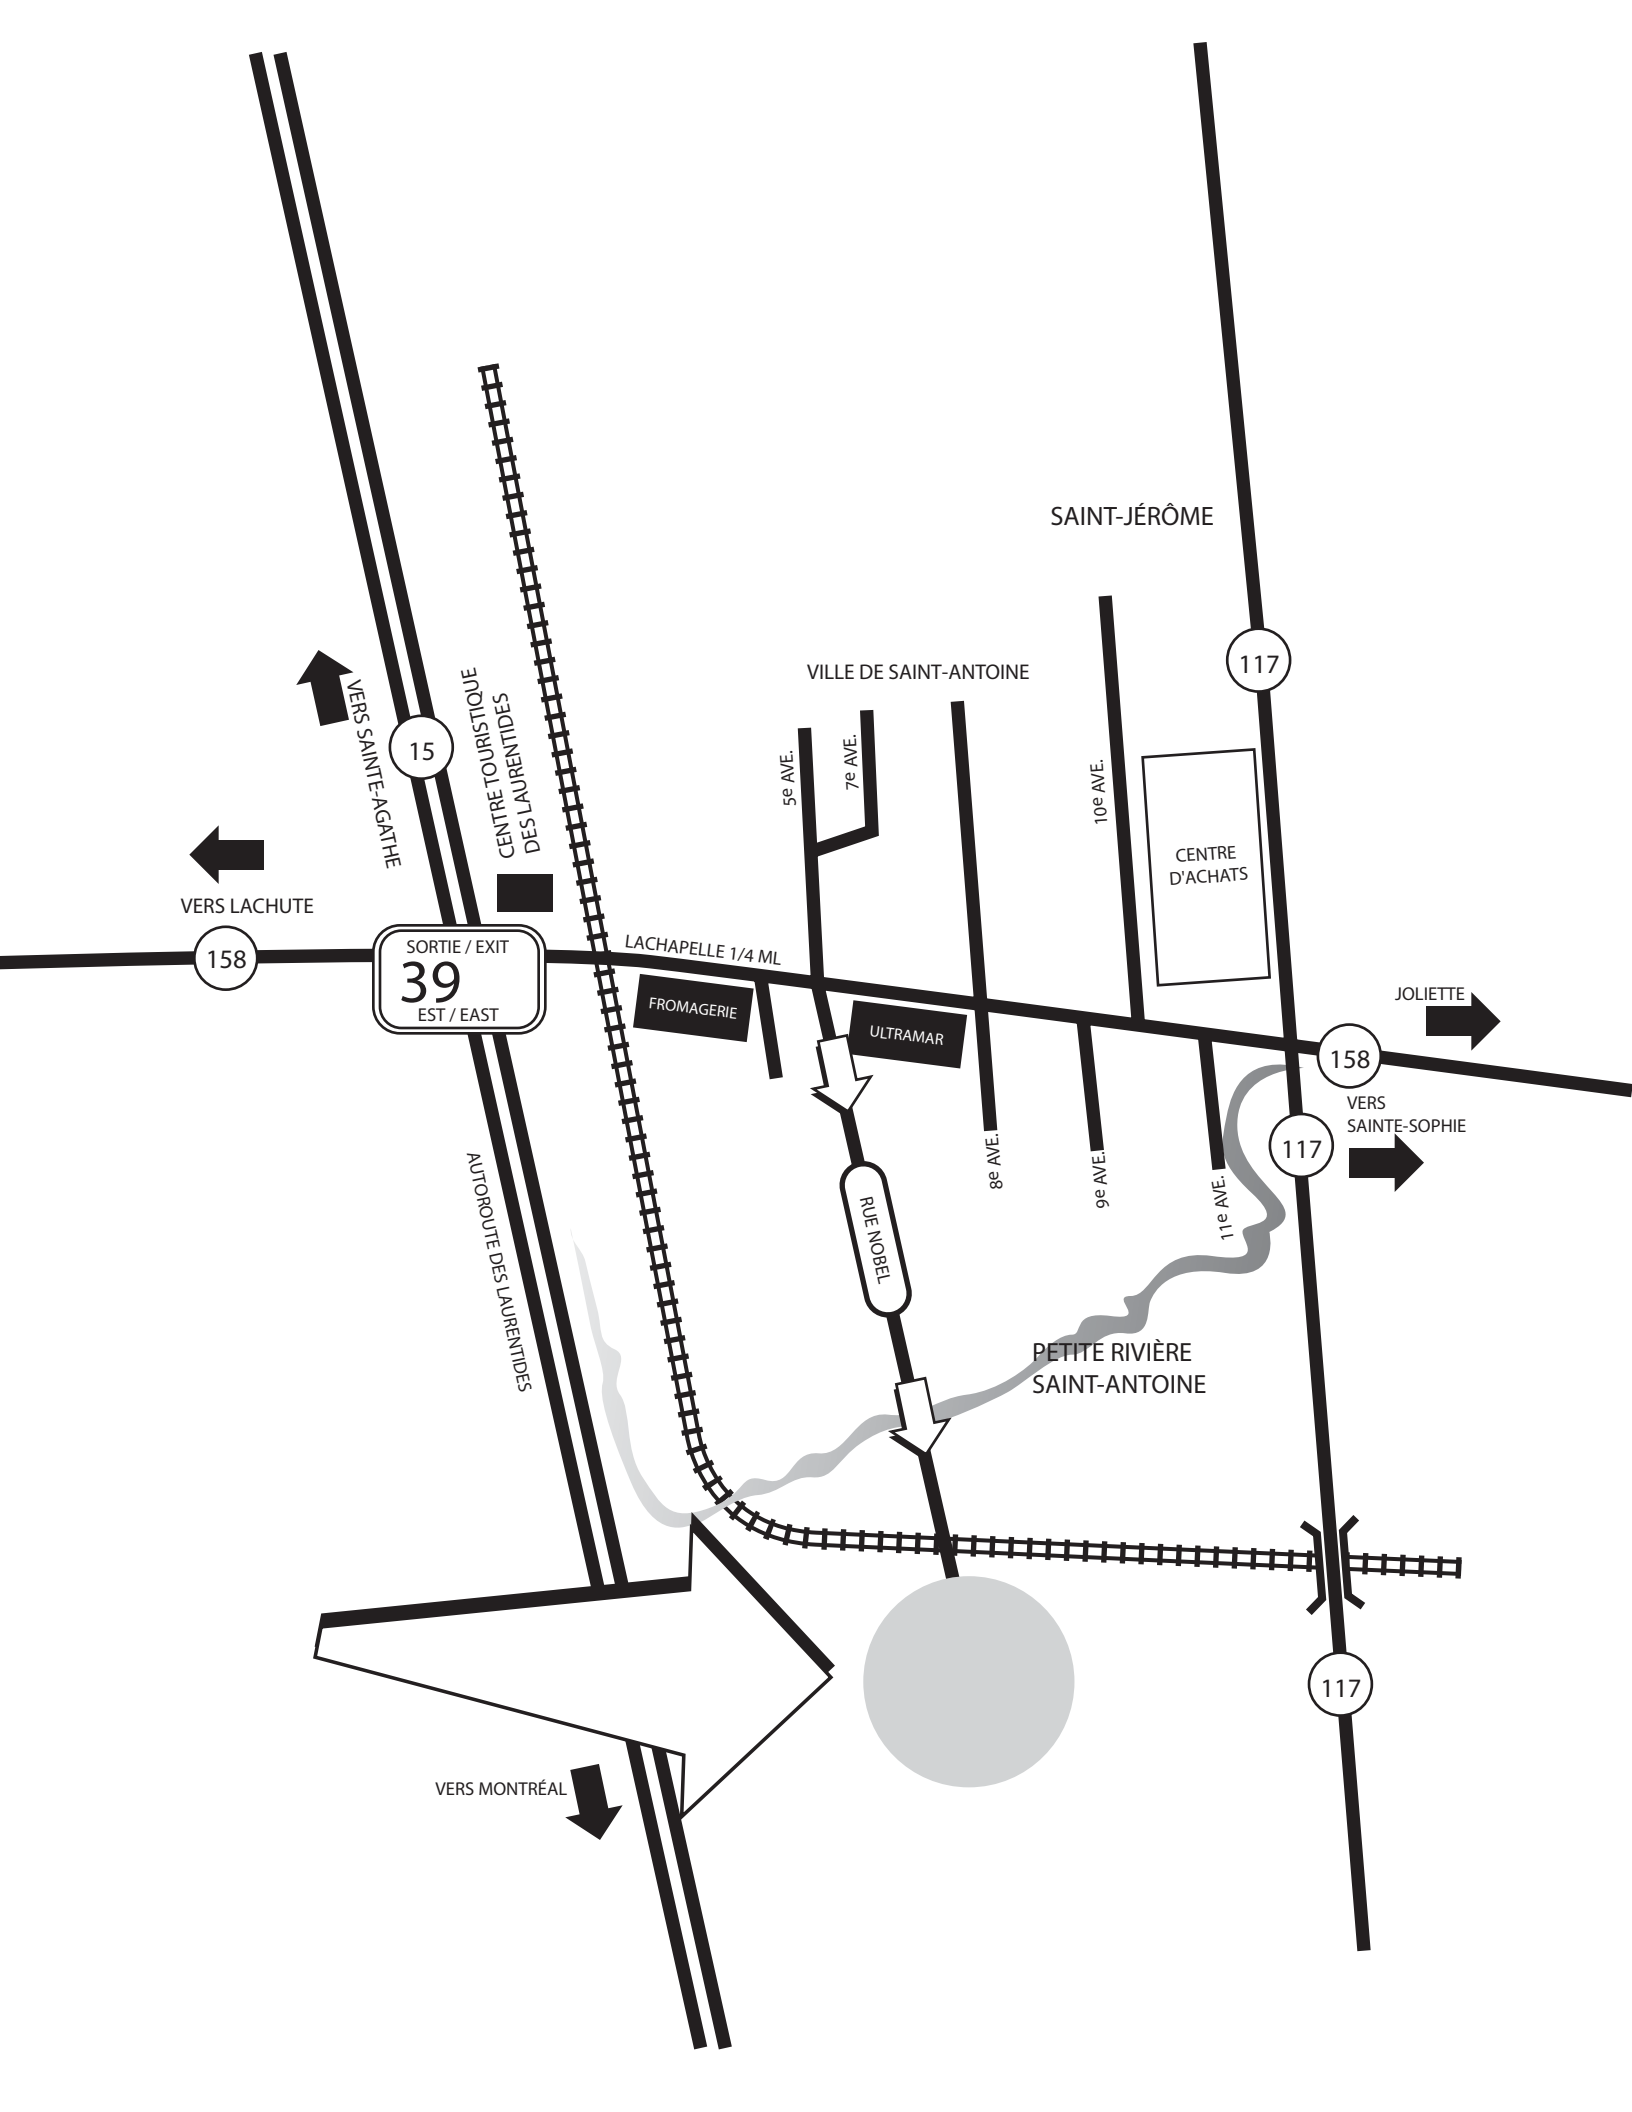 SAINT-JÉRÔME
117
VILLE DE SAINT-ANTOINE
VERS SAINTE-AGATHE
15
CENTRE TOURISTIQUE
DES LAURENTIDES
5e AVE.
7e AVE.
10e AVE.
CENTRE
D'ACHATS
VERS LACHUTE
158
SORTIE / EXIT
39
EST / EAST
LACHAPELLE 1/4 ML
FROMAGERIE
ULTRAMAR
JOLIETTE
158
VERS
SAINTE-SOPHIE
117
8e AVE.
9e AVE.
11e AVE.
RUE NOBEL
AUTOROUTE DES LAURENTIDES
PETITE RIVIÈRE
SAINT-ANTOINE
117
VERS MONTRÉAL